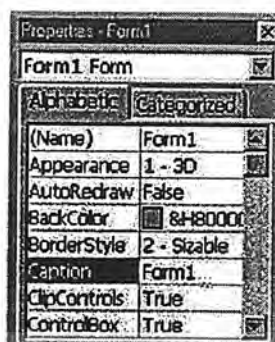 Properties - Form1
Form1 Form
Alphabetic Categorized
(Name) Form1
Appearance 1 - 3D
AutoRedraw False
BackColor &H80000
BorderStyle 2 - Sizable
Caption Form1
ClipControls True
ControlBox True